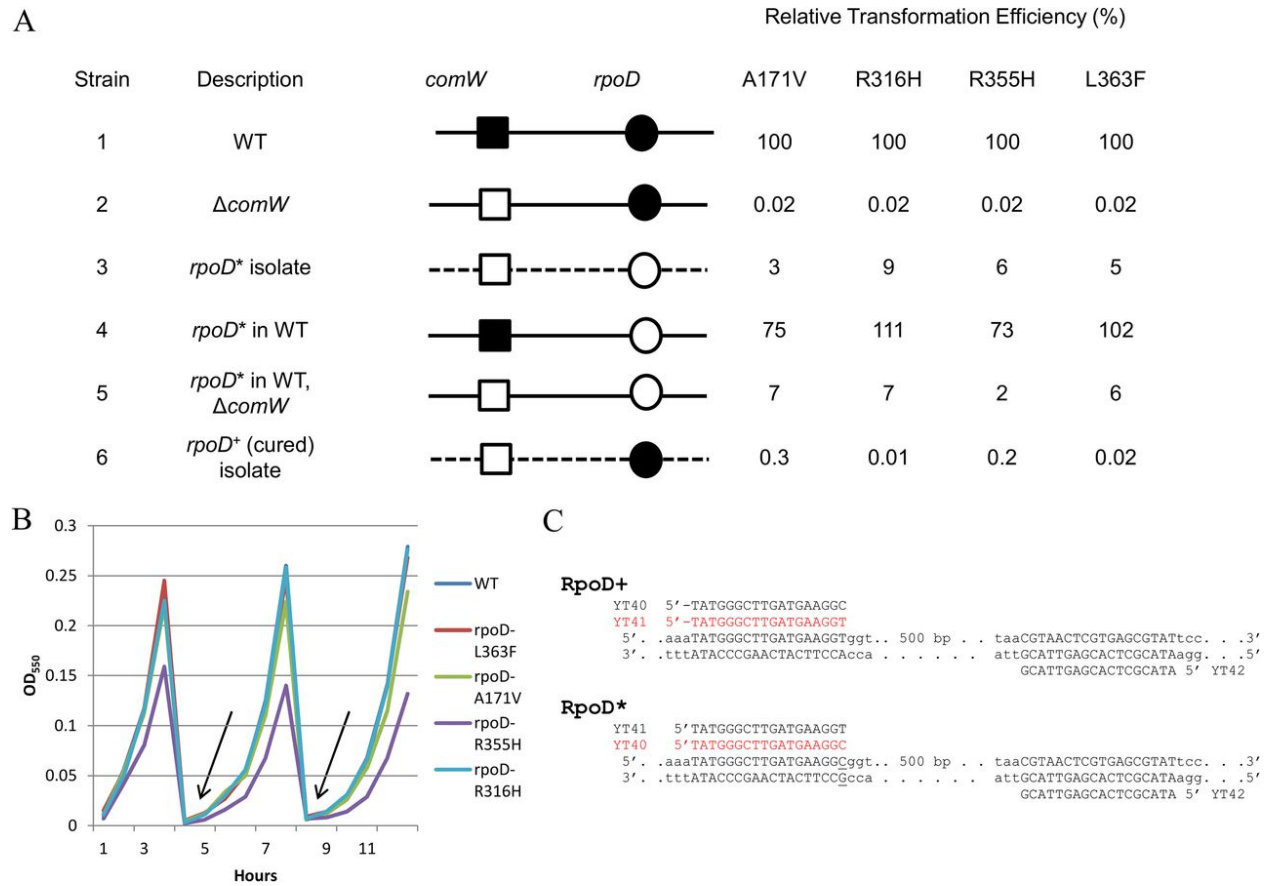 A
Relative Transformation Efficiency (%)
Strain Description comW rpoD A171V R316H R355H L363F
1 WT 100 100 100 100
2 ΔcomW 0.02 0.02 0.02 0.02
3 rpoD* isolate 3 9 6 5
4 rpoD* in WT 75 111 73 102
5 rpoD* in WT, ΔcomW 7 7 2 6
6 rpoD+ (cured) isolate 0.3 0.01 0.2 0.02
B
0.3
0.25
0.2
0.15
0.1
0.05
0
OD550
1 3 5 7 9 11
Hours
WT
rpoD-
L363F
rpoD-
A171V
rpoD-
R355H
rpoD-
R316H
C
RpoD+
YT40 5’-TATGGGCTTGATGAAGGC
YT41 5’-TATGGGCTTGATGAAGGT
5’. ..aaaTATGGGCTTGATGAAGGTggt.. 500 bp . .. taaCGTAACTCGTGAGCGTATtcc. . ..3’
3’. ..tttATACCCGAACTACTTCCAcca . . . . . . . attGCATTGAGCACTCGCATAagg. . ..5’
GCATTGAGCACTCGCATA 5’ YT42
RpoD*
YT41 5’TATGGGCTTGATGAAGGT
YT40 5’TATGGGCTTGATGAAGGC
5’. ..aaaTATGGGCTTGATGAAGGCggt.. 500 bp . .. taaCGTAACTCGTGAGCGTATtcc. . ..3’
3’. ..tttATACCCGAACTACTTCCGcca . . . . . . . attGCATTGAGCACTCGCATAagg. . ..5’
GCATTGAGCACTCGCATA 5’ YT42